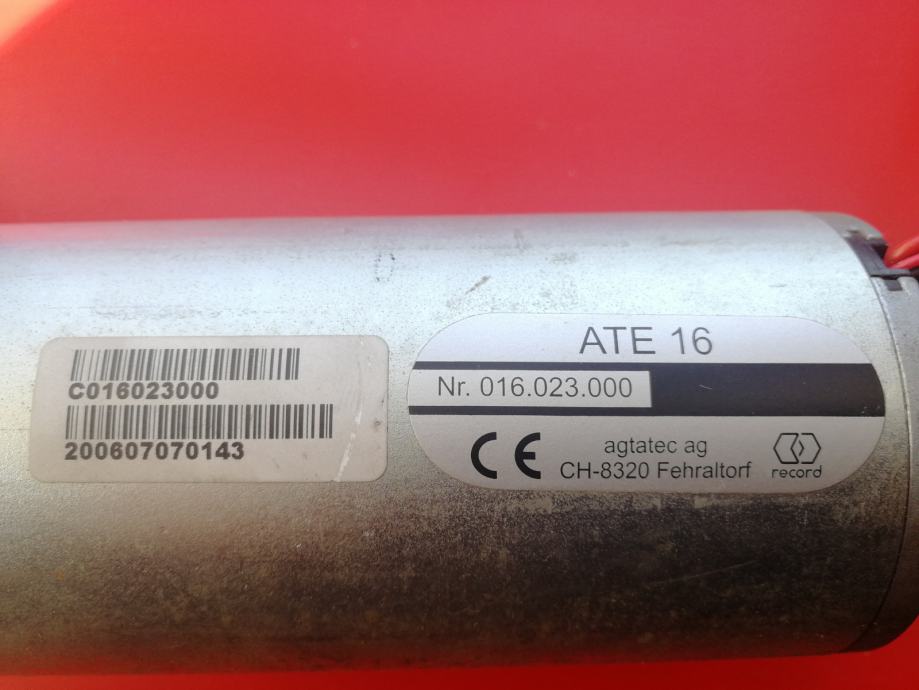 C016023000
200607070143
ATE 16
Nr. 016.023.000
CE
agtatec ag
CH-8320 Fehraltorf
record